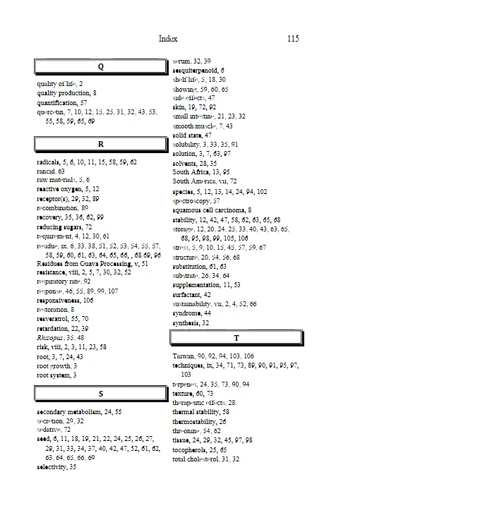 Index 115
Q
quality of life, 2
quality production, 8
quantification, 57
quercetin, 7, 10, 12, 15, 25, 31, 32, 43, 53,
55, 58, 59, 65, 69
R
radicals, 5, 6, 10, 11, 15, 58, 59, 62
rancid, 63
raw materials, 5, 6
reactive oxygen, 5, 12
receptor(s), 29, 32, 89
recombination, 89
recovery, 35, 36, 62, 99
reducing sugars, 72
requirement, 4, 12, 30, 61
residue, ix, 6, 33, 38, 51, 52, 53, 54, 55, 57,
58, 59, 60, 61, 63, 64, 65, 66, , 68 69, 96
Residues from Guava Processing, v, 51
resistance, viii, 2, 5, 7, 30, 32, 52
respiratory rate, 92
response, 46, 55, 89, 99, 107
responsiveness, 106
restoration, 8
resveratrol, 55, 70
retardation, 22, 39
Rhizopus, 35, 48
risk, viii, 2, 3, 11, 23, 58
root, 3, 7, 24, 43
root growth, 3
root system, 3
S
secondary metabolism, 24, 55
secretion, 29, 32
sedative, 72
seed, 6, 11, 18, 19, 21, 22, 24, 25, 26, 27,
29, 31, 33, 34, 37, 40, 42, 47, 52, 61, 62,
63, 64, 65, 66, 69
selectivity, 35
serum, 32, 39
sesquiterpenoid, 6
shelf life, 5, 18, 30
showing, 59, 60, 65
side effects, 47
skin, 19, 72, 92
small intestine, 21, 23, 32
smooth muscle, 7, 43
solid state, 47
solubility, 3, 33, 35, 91
solution, 3, 7, 63, 97
solvents, 28, 35
South Africa, 13, 95
South America, vii, 72
species, 5, 12, 13, 14, 24, 94, 102
spectroscopy, 57
squamous cell carcinoma, 8
stability, 12, 42, 47, 58, 62, 63, 65, 68
storage, 12, 20, 24, 25, 33, 40, 43, 63, 65,
68, 95, 98, 99, 105, 106
stress, 5, 9, 10, 15, 45, 57, 59, 67
structure, 20, 54, 56, 68
substitution, 61, 63
substrate, 26, 34, 64
supplementation, 11, 53
surfactant, 42
sustainability, vii, 2, 4, 52, 66
syndrome, 44
synthesis, 32
T
Taiwan, 90, 92, 94, 103, 106
techniques, ix, 34, 71, 73, 89, 90, 91, 95, 97,
103
terpenes, 24, 35, 73, 90, 94
texture, 60, 73
therapeutic effects, 28
thermal stability, 58
thermostability, 26
threonine, 54, 62
tissue, 24, 29, 32, 45, 97, 98
tocopherols, 25, 65
total cholesterol, 31, 32